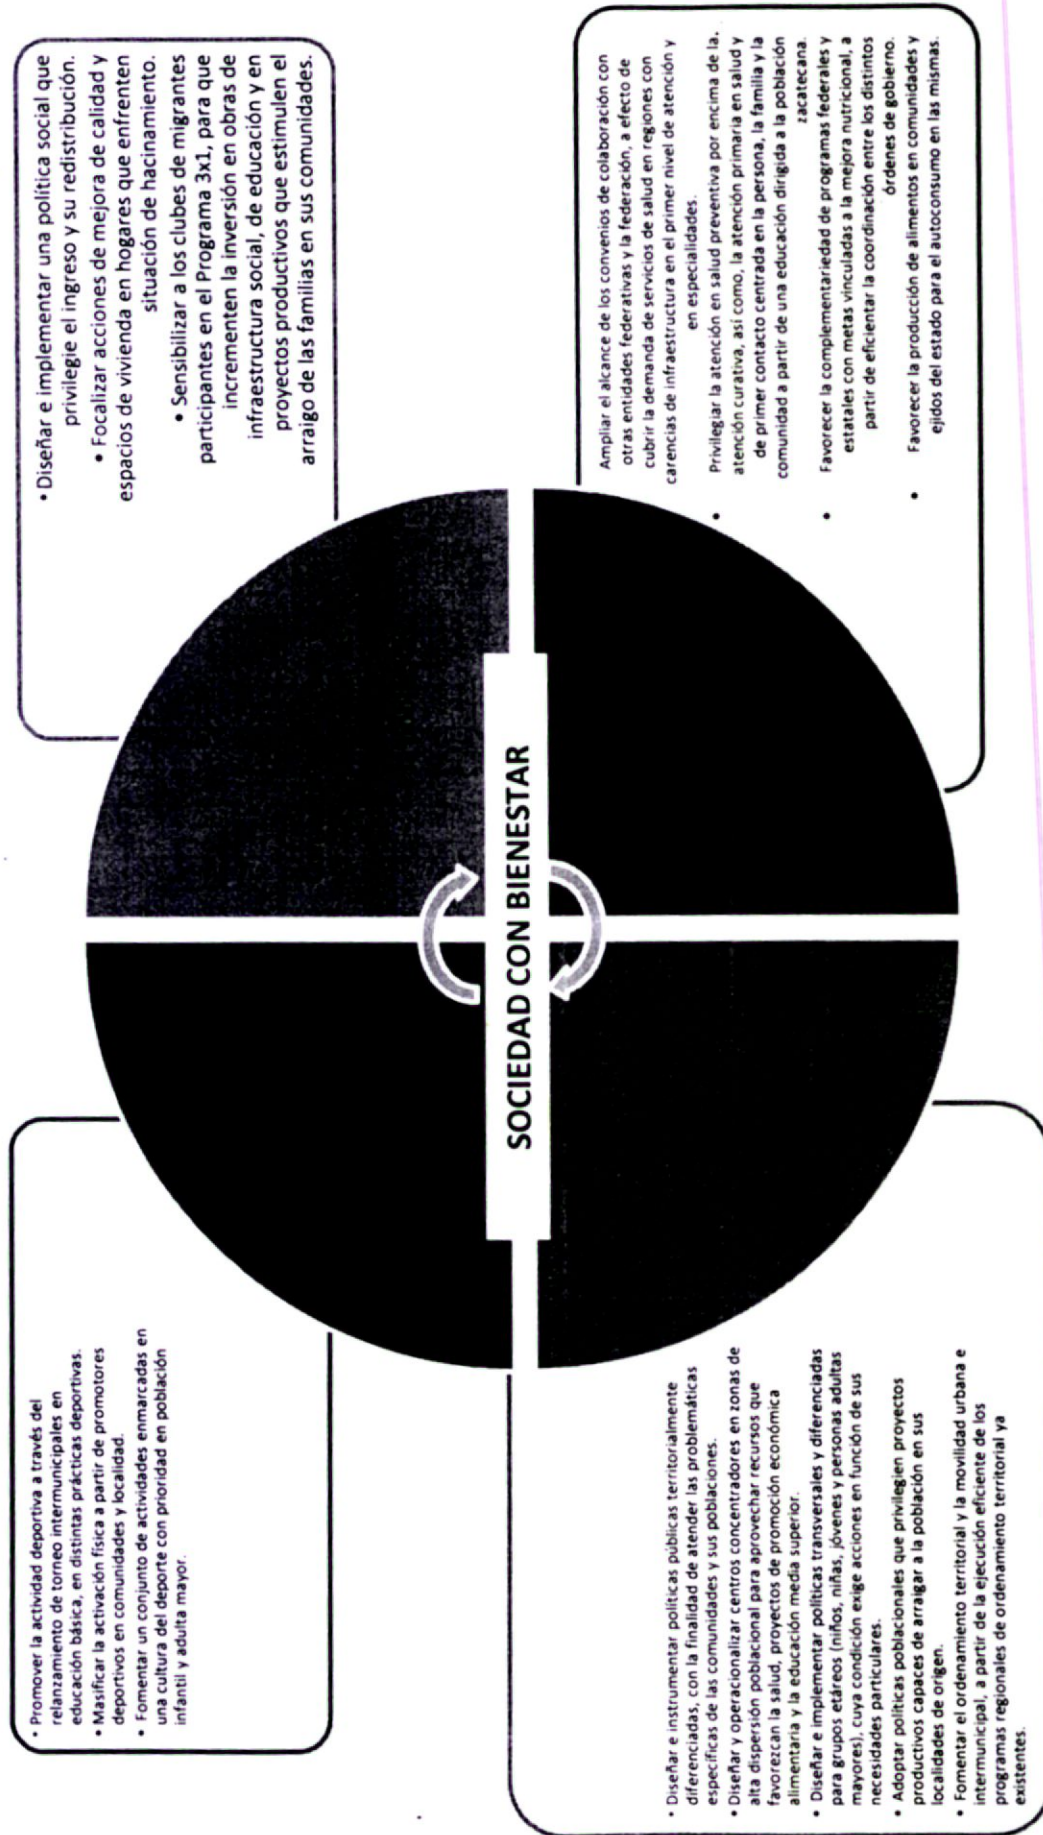 • Promover la actividad deportiva a través del
relanzamiento de torneo intermunicipales en
educación básica, en distintas prácticas deportivas.
• Masificar la activación física a partir de promotores
deportivos en comunidades y localidad.
• Fomentar un conjunto de actividades enmarcadas en
una cultura del deporte con prioridad en población
infantil y adulta mayor.
• Diseñar e implementar una política social que
privilegie el ingreso y su redistribución.
• Focalizar acciones de mejora de calidad y
espacios de vivienda en hogares que enfrenten
situación de hacinamiento.
• Sensibilizar a los clubes de migrantes
participantes en el Programa 3x1, para que
incrementen la inversión en obras de
infraestructura social, de educación y en
proyectos productivos que estimulen el
arraigo de las familias en sus comunidades.
SOCIEDAD CON BIENESTAR
• Diseñar e instrumentar políticas públicas territorialmente
diferenciadas, con la finalidad de atender las problemáticas
específicas de las comunidades y sus poblaciones.
• Diseñar y operacionalizar centros concentradores en zonas de
alta dispersión poblacional para aprovechar recursos que
favorezcan la salud, proyectos de promoción económica
alimentaria y la educación media superior.
• Diseñar e implementar políticas transversales y diferenciadas
para grupos etáreos (niños, niñas, jóvenes y personas adultas
mayores), cuya condición exige acciones en función de sus
necesidades particulares.
• Adoptar políticas poblacionales que privilegien proyectos
productivos capaces de arraigar a la población en sus
localidades de origen.
• Fomentar el ordenamiento territorial y la movilidad urbana e
intermunicipal, a partir de la ejecución eficiente de los
programas regionales de ordenamiento territorial ya
existentes.
Ampliar el alcance de los convenios de colaboración con
otras entidades federativas y la federación, a efecto de
cubrir la demanda de servicios de salud en regiones con
carencias de infraestructura en el primer nivel de atención y
en especialidades.
• Privilegiar la atención en salud preventiva por encima de la.
atención curativa, así como, la atención primaria en salud y
de primer contacto centrada en la persona, la familia y la
comunidad a partir de una educación dirigida a la población
zacatecana.
• Favorecer la complementariedad de programas federales y
estatales con metas vinculadas a la mejora nutricional, a
partir de eficientar la coordinación entre los distintos
órdenes de gobierno.
• Favorecer la producción de alimentos en comunidades y
ejidos del estado para el autoconsumo en las mismas.